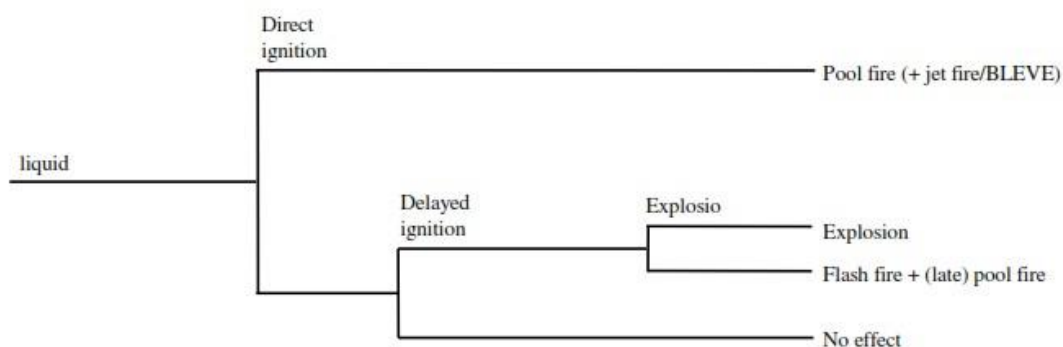 Direct
ignition
Pool fire (+ jet fire/BLEVE)
liquid
Delayed
ignition
Explosio
Explosion
Flash fire + (late) pool fire
No effect